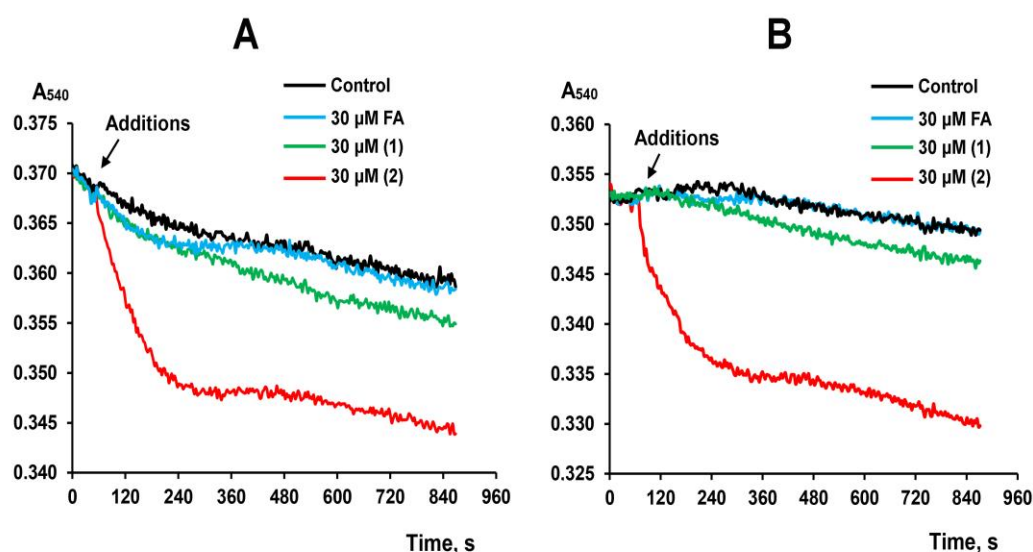 A
A540
Additions
Control
30 µM FA
30 µM (1)
30 µM (2)
0.375
0.370
0.365
0.360
0.355
0.350
0.345
0.340
0 120 240 360 480 600 720 840 960
Time, s
B
A540
Additions
Control
30 µM FA
30 µM (1)
30 µM (2)
0.360
0.355
0.350
0.345
0.340
0.335
0.330
0.325
0 120 240 360 480 600 720 840 960
Time, s